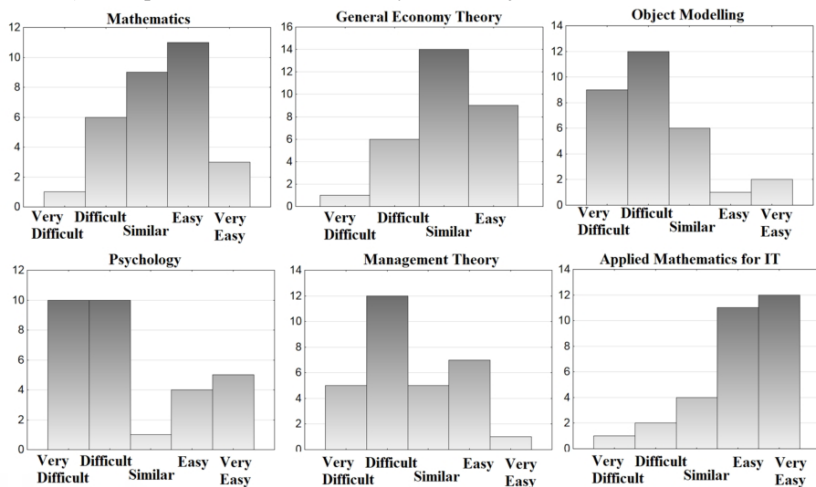 Mathematics
12
10
8
6
4
2
0
Very Difficult
Difficult
Similar
Easy
Very Easy
General Economy Theory
16
14
12
10
8
6
4
2
0
Very Difficult
Difficult
Similar
Easy
Object Modelling
14
12
10
8
6
4
2
0
Very Difficult
Difficult
Similar
Easy
Very Easy
Psychology
12
10
8
6
4
2
0
Very Difficult
Difficult
Similar
Easy
Very Easy
Management Theory
14
12
10
8
6
4
2
0
Very Difficult
Difficult
Similar
Easy
Very Easy
Applied Mathematics for IT
14
12
10
8
6
4
2
0
Very Difficult
Difficult
Similar
Easy
Very Easy